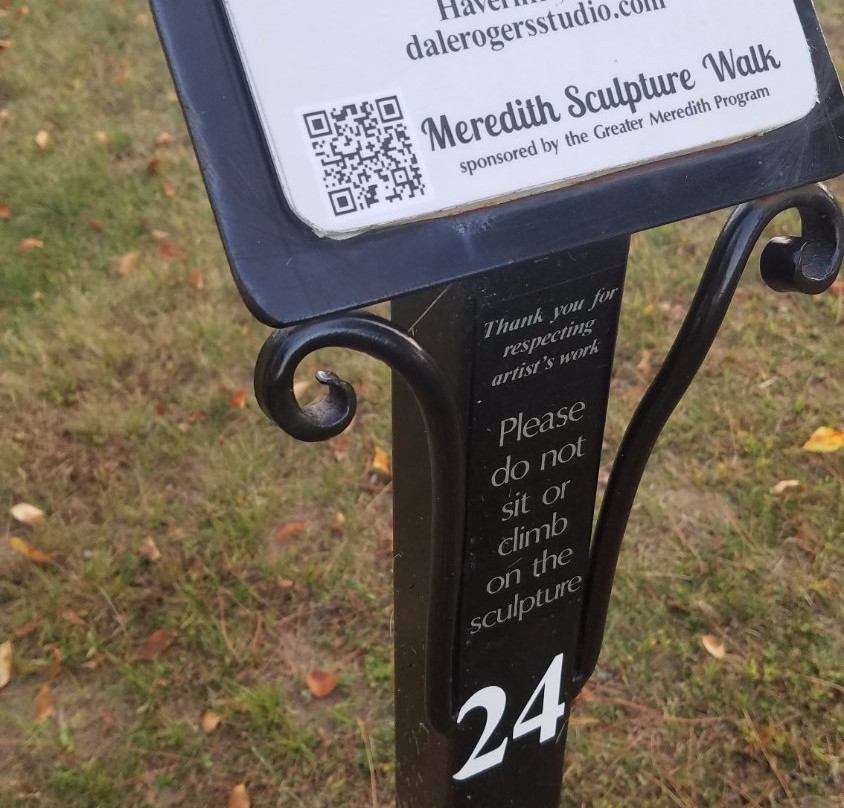 dalerogersstudio.com
Meredith Sculpture Walk
sponsored by the Greater Meredith Program
Thank you for
respecting
artist's work
Please
do not
sit or
climb
on the
sculpture
24